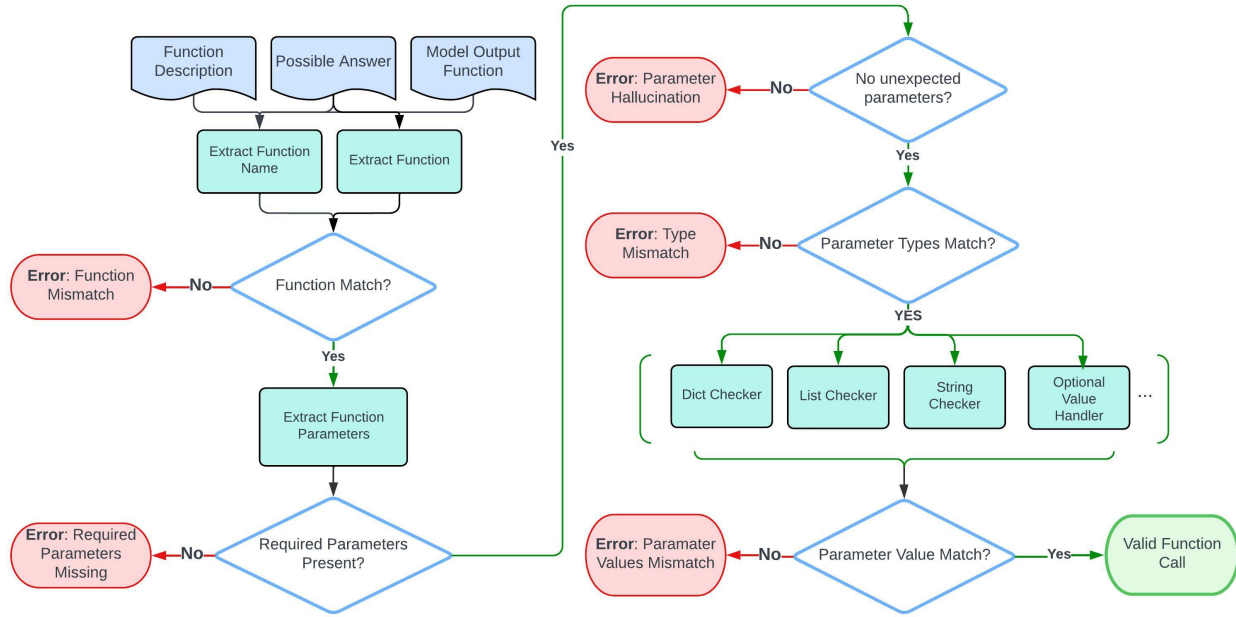 Function
Description
Possible Answer
Model Output
Function
Extract Function
Name
Extract Function
Function Match?
No
Error: Function
Mismatch
Yes
Extract Function
Parameters
Required Parameters
Present?
No
Error: Required
Parameters
Missing
Yes
No unexpected
parameters?
No
Error: Parameter
Hallucination
Yes
Parameter Types Match?
No
Error: Type
Mismatch
YES
Dict Checker
List Checker
String
Checker
Optional
Value
Handler
...
Parameter Value Match?
No
Error: Paramater
Values Mismatch
Yes
Valid Function
Call